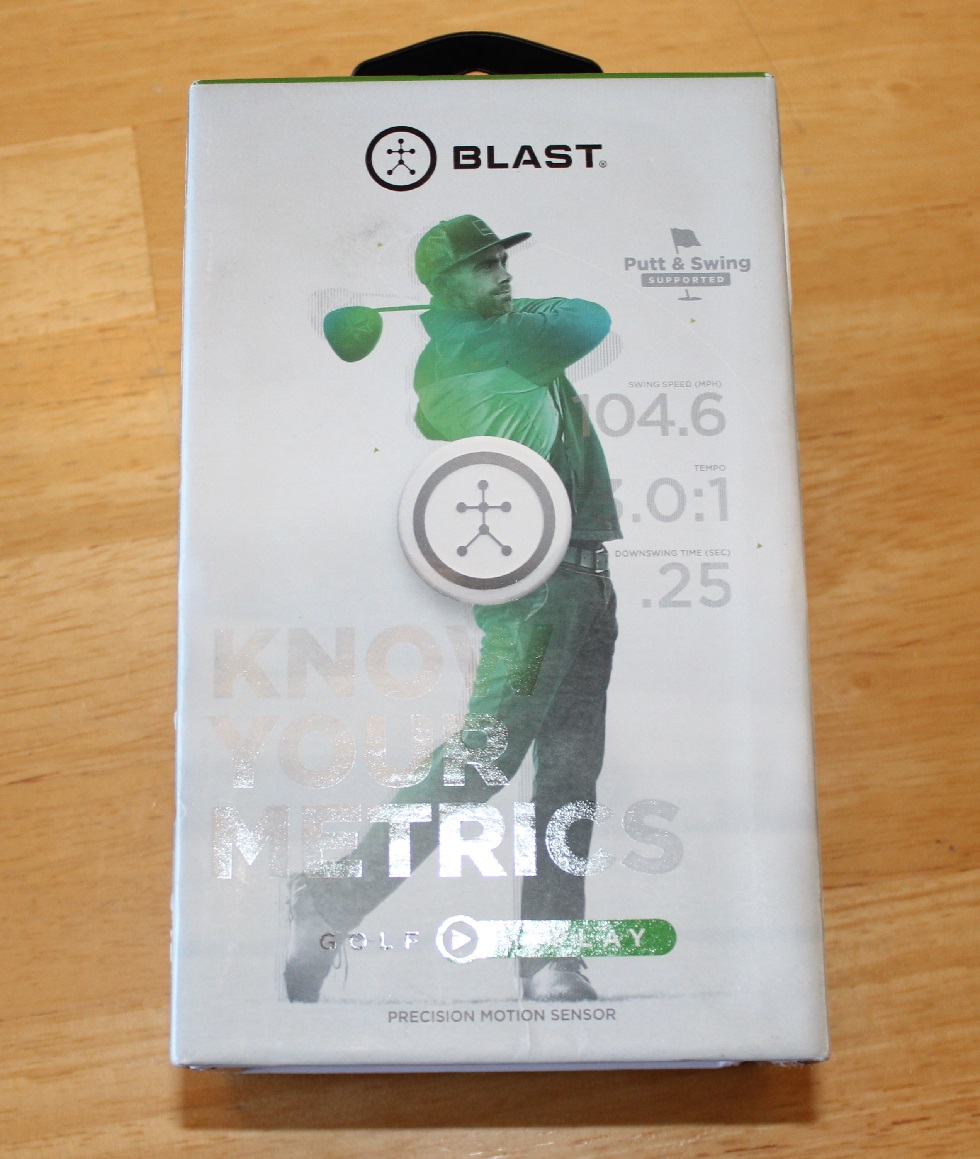 BLAST®
Putt & Swing
SUPPORTED
SWING SPEED (MPH)
104.6
TEMPO
3.0:1
DOWNSWING TIME (SEC)
.25
KNOW
YOUR
METRICS
GOLF REPLAY
PRECISION MOTION SENSOR